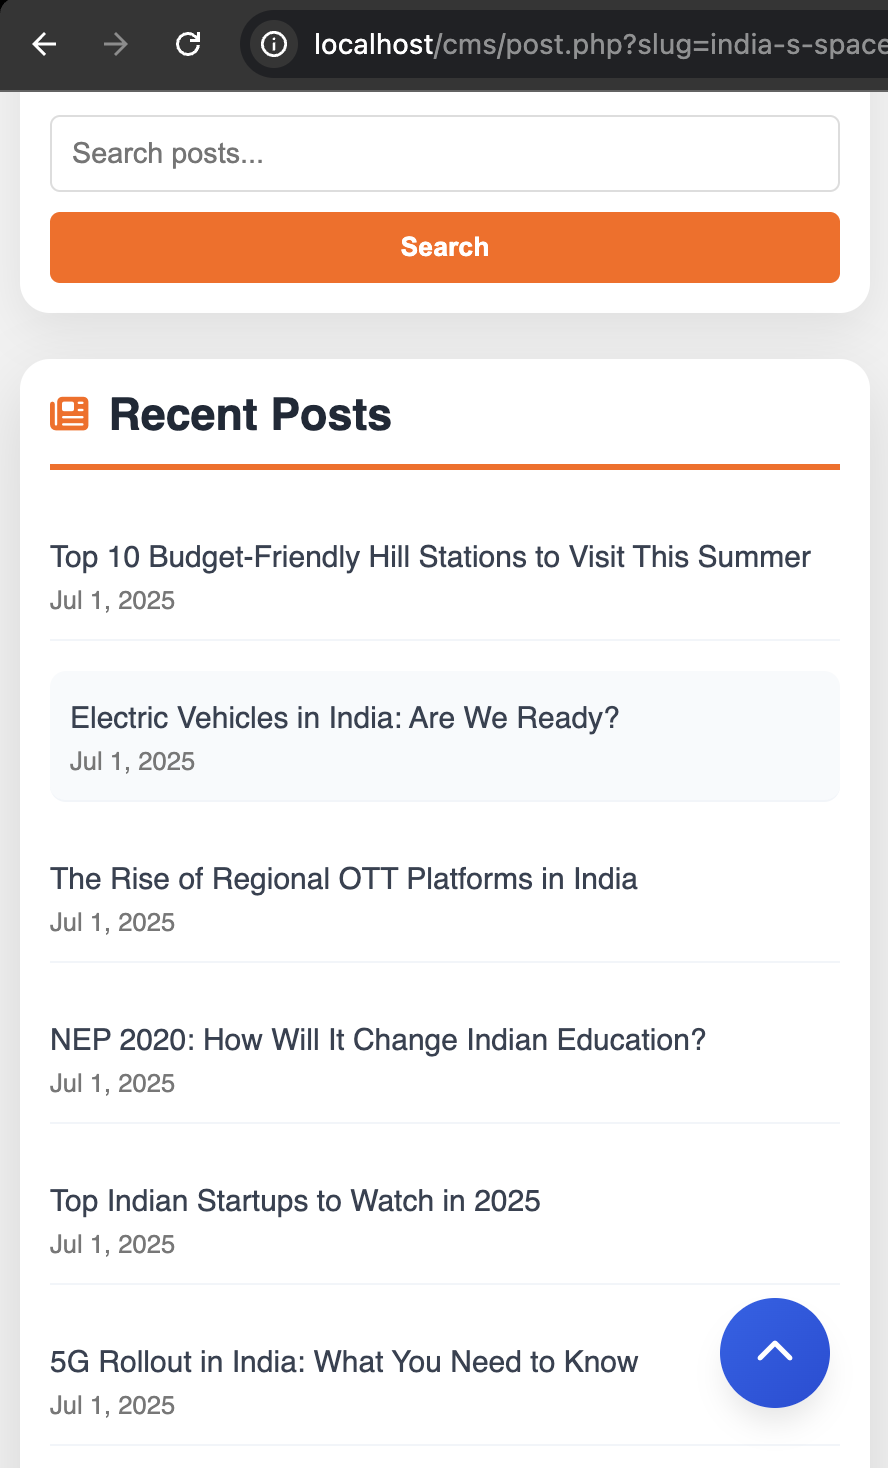 localhost/cms/post.php?slug=india-s-space
Search posts...
Search
Recent Posts
Top 10 Budget-Friendly Hill Stations to Visit This Summer
Jul 1, 2025
Electric Vehicles in India: Are We Ready?
Jul 1, 2025
The Rise of Regional OTT Platforms in India
Jul 1, 2025
NEP 2020: How Will It Change Indian Education?
Jul 1, 2025
Top Indian Startups to Watch in 2025
Jul 1, 2025
5G Rollout in India: What You Need to Know
Jul 1, 2025